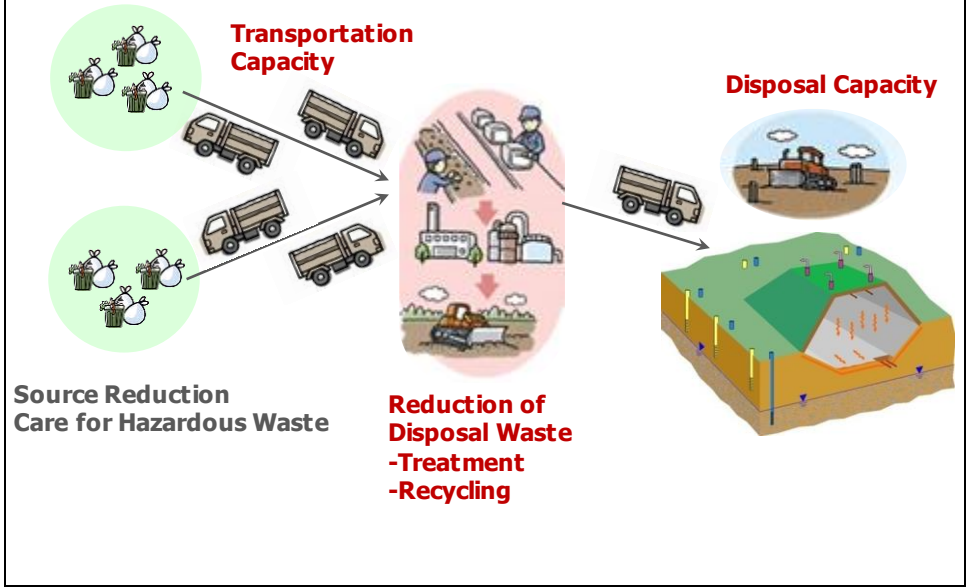 Transportation
Capacity
Disposal Capacity
Source Reduction
Care for Hazardous Waste
Reduction of
Disposal Waste
-Treatment
-Recycling